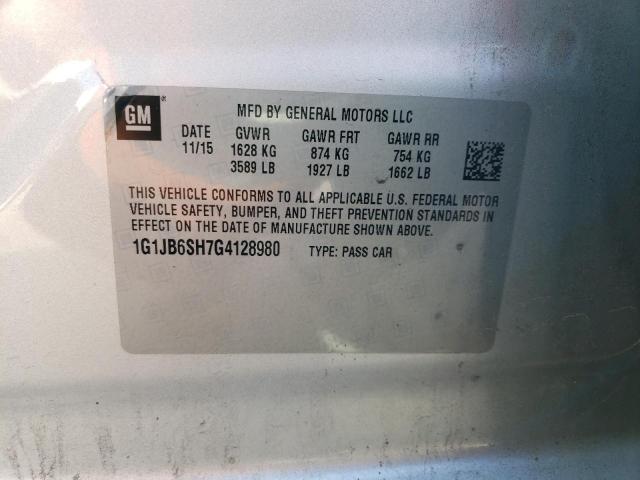 GM
MFD BY GENERAL MOTORS LLC
DATE GVWR GAWR FRT GAWR RR
11/15 1628 KG 874 KG 754 KG
3589 LB 1927 LB 1662 LB
THIS VEHICLE CONFORMS TO ALL APPLICABLE U.S. FEDERAL MOTOR
VEHICLE SAFETY, BUMPER, AND THEFT PREVENTION STANDARDS IN
EFFECT ON THE DATE OF MANUFACTURE SHOWN ABOVE.
1G1JB6SH7G4128980 TYPE: PASS CAR